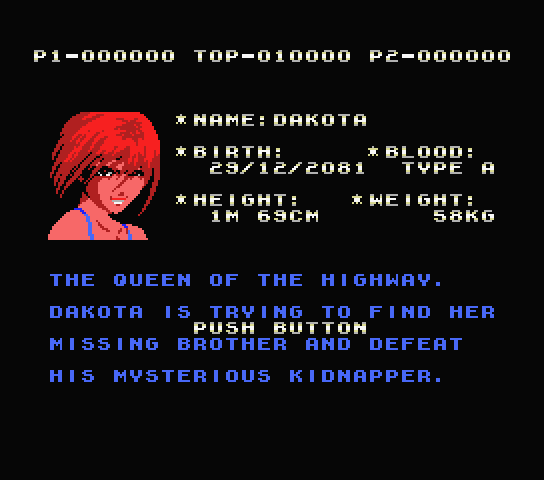 P1-000000 TOP-010000 P2-000000
*NAME:DAKOTA
*BIRTH: *BLOOD:
29/12/2081 TYPE A
*HEIGHT: *WEIGHT:
1M 69CM 58KG
THE QUEEN OF THE HIGHWAY.
DAKOTA IS TRYING TO FIND HER
PUSH BUTTON
MISSING BROTHER AND DEFEAT
HIS MYSTERIOUS KIDNAPPER.